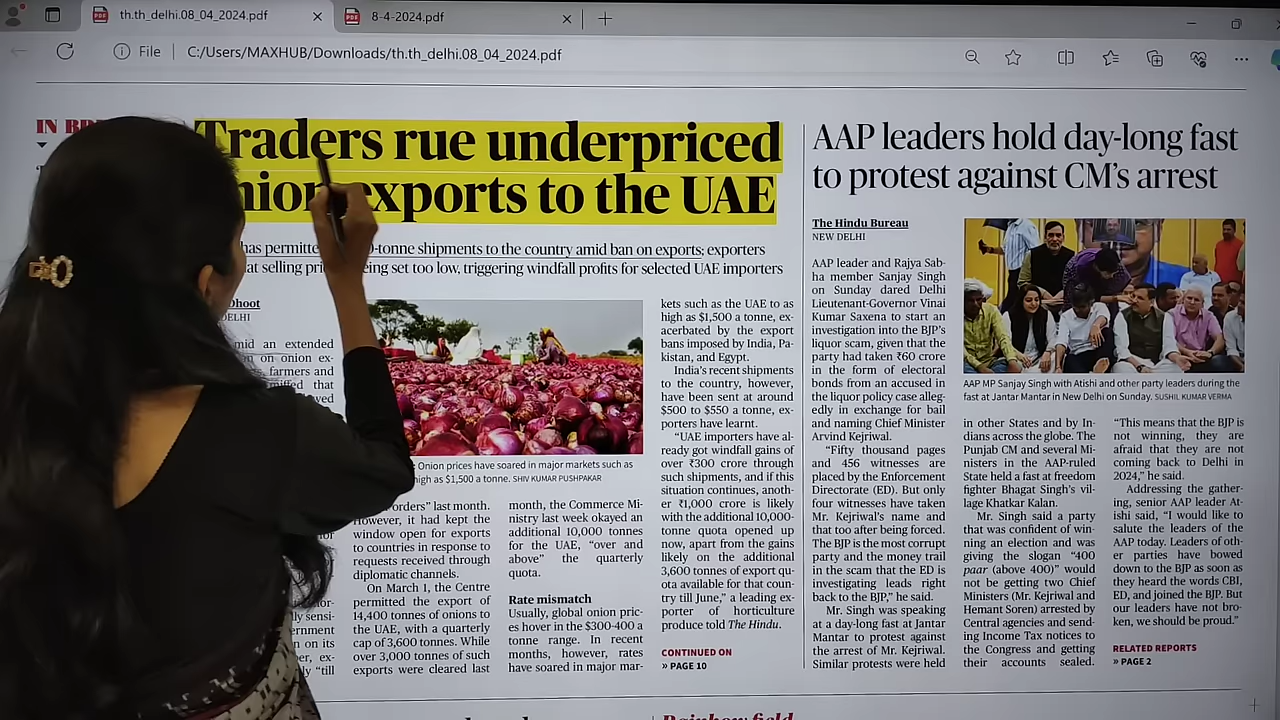 th.th_delhi.08_04_2024.pdf
8-4-2024.pdf
File
C:/Users/MAXHUB/Downloads/th.th_delhi.08_04_2024.pdf
IN
Traders rue underpriced
exports to the UAE
has -tonne shipments to the country amid ban on exports; exporters
selling being set too low, triggering windfall profits for selected UAE importers
Dhoot
DELHI
amid an extended
on onion ex-
farmers and
that
Onion prices have soared in major markets such as
high as $1,500 a tonne. SHIV KUMAR PUSHPAKAR
orders” last month.
However, it had kept the
window open for exports
to countries in response to
requests received through
diplomatic channels.
On March 1, the Centre
permitted the export of
14,400 tonnes of onions to
the UAE, with a quarterly
cap of 3,600 tonnes. While
over 3,000 tonnes of such
exports were cleared last
month, the Commerce Mi-
nistry last week okayed an
additional 10,000 tonnes
for the UAE, “over and
above” the quarterly
quota.
Rate mismatch
Usually, global onion pric-
es hover in the $300-400 a
tonne range. In recent
months, however, rates
have soared in major mar-
kets such as the UAE to as
high as $1,500 a tonne, ex-
acerbated by the export
bans imposed by India, Pa-
kistan, and Egypt.
India’s recent shipments
to the country, however,
have been sent at around
$500 to $550 a tonne, ex-
porters have learnt.
“UAE importers have al-
ready got windfall gains of
over ₹300 crore through
such shipments, and if this
situation continues, anoth-
er ₹1,000 crore is likely
with the additional 10,000-
tonne quota opened up
now, apart from the gains
likely on the additional
3,600 tonnes of export qu-
ota available for that coun-
try till June,” a leading ex-
porter of horticulture
produce told The Hindu.
CONTINUED ON
» PAGE 10
AAP leaders hold day-long fast
to protest against CM’s arrest
The Hindu Bureau
NEW DELHI
AAP leader and Rajya Sab-
ha member Sanjay Singh
on Sunday dared Delhi
Lieutenant-Governor Vinai
Kumar Saxena to start an
investigation into the BJP’s
liquor scam, given that the
party had taken ₹60 crore
in the form of electoral
bonds from an accused in
the liquor policy case alleg-
edly in exchange for bail
and naming Chief Minister
Arvind Kejriwal.
“Fifty thousand pages
and 456 witnesses are
placed by the Enforcement
Directorate (ED). But only
four witnesses have taken
Mr. Kejriwal’s name and
that too after being forced.
The BJP is the most corrupt
party and the money trail
in the scam that the ED is
investigating leads right
back to the BJP,” he said.
Mr. Singh was speaking
at a day-long fast at Jantar
Mantar to protest against
the arrest of Mr. Kejriwal.
Similar protests were held
AAP MP Sanjay Singh with Atishi and other party leaders during the
fast at Jantar Mantar in New Delhi on Sunday. SUSHIL KUMAR VERMA
in other States and by In-
dians across the globe. The
Punjab CM and several Mi-
nisters in the AAP-ruled
State held a fast at freedom
fighter Bhagat Singh’s vil-
lage Khatkar Kalan.
Mr. Singh said a party
that was confident of win-
ning an election and was
giving the slogan “400
paar (above 400)” would
not be getting two Chief
Ministers (Mr. Kejriwal and
Hemant Soren) arrested by
Central agencies and send-
ing Income Tax notices to
the Congress and getting
their accounts sealed.
“This means that the BJP is
not winning, they are
afraid that they are not
coming back to Delhi in
2024,” he said.
Addressing the gather-
ing, senior AAP leader At-
ishi said, “I would like to
salute the leaders of the
AAP today. Leaders of oth-
er parties have bowed
down to the BJP as soon as
they heard the words CBI,
ED, and joined the BJP. But
our leaders have not bro-
ken, we should be proud.”
RELATED REPORTS
» PAGE 2
Rainbow field